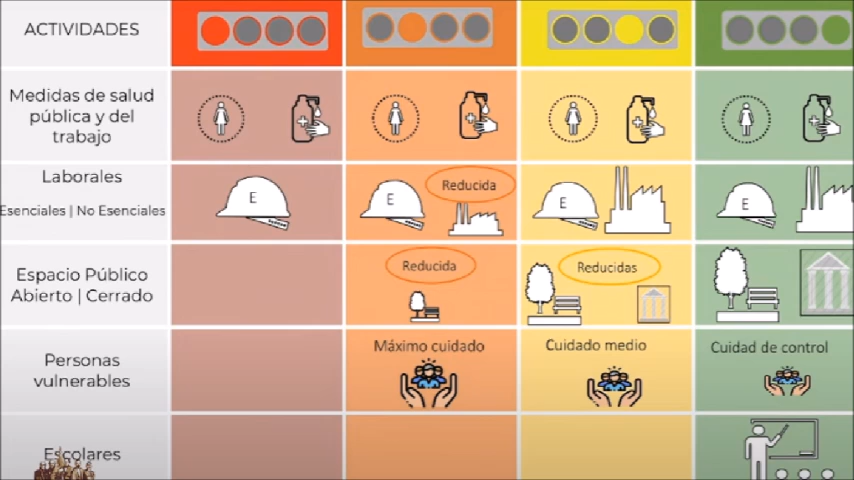 ACTIVIDADES
Medidas de salud
pública y del
trabajo
Laborales
Esenciales | No Esenciales
E
E
Reducida
E
E
Espacio Público
Abierto | Cerrado
Reducida
Reducidas
Personas
vulnerables
Máximo cuidado
Cuidado medio
Cuidad de control
Escolares